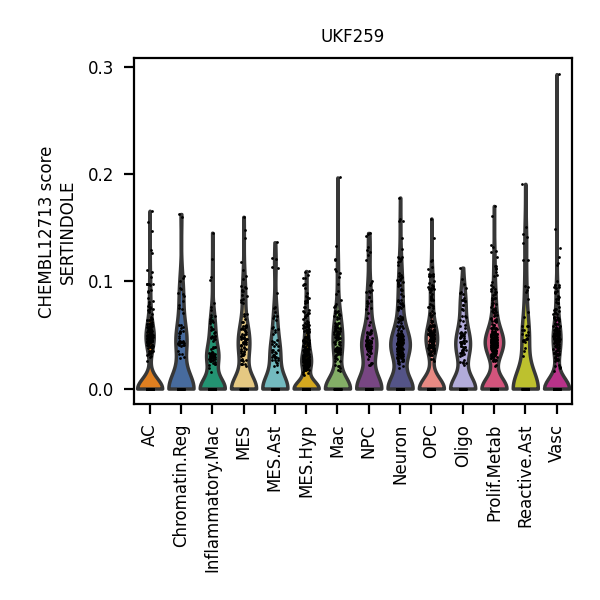 UKF259
CHEMBL12713 score
SERTINDOLE
0.3
0.2
0.1
0.0
AC
Chromatin.Reg
Inflammatory.Mac
MES
MES.Ast
MES.Hyp
Mac
NPC
Neuron
OPC
Oligo
Prolif.Metab
Reactive.Ast
Vasc